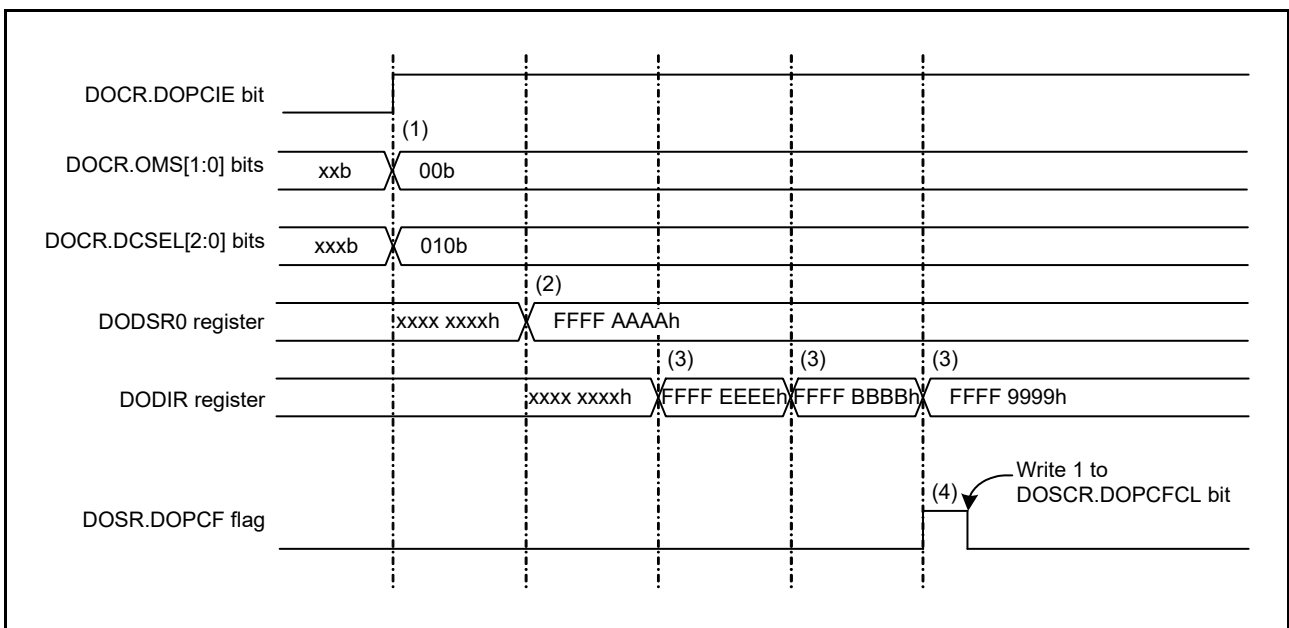 DOCR.DOPCIE bit
(1)
DOCR.OMS[1:0] bits
xxb
00b
DOCR.DCSEL[2:0] bits
xxxb
010b
(2)
DODSR0 register
xxxx xxxxh
FFFF AAAAh
(3)
(3)
(3)
DODIR register
xxxx xxxxh
FFFF EEEEh
FFFF BBBBh
FFFF 9999h
Write 1 to
DOSCR.DOPCFCL bit
(4)
DOSR.DOPCF flag